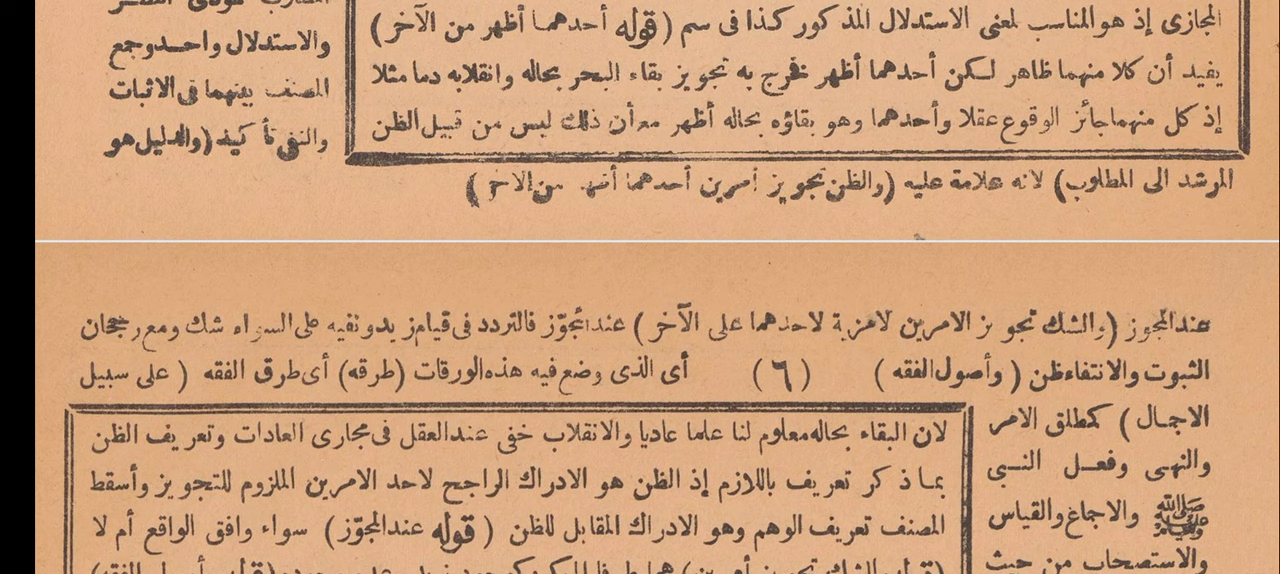 والاستدلال واحد وجمع
المصنف بينهما فى الاثبات
والنفى تأكيد (والدليل هو
المجازى إذ هو المناسب لمعنى الاستدلال المذكور كذا فى سم (قوله أحدهما أظهر من الآخر)
يفيد أن كلا منهما ظاهر لكن أحدهما أظهر فخرج به تجويز بقاء البحر بحاله وانقلابه دما مثلا
إذ كل منهما جائز الوقوع عقلا وأحدهما وهو بقاؤه بحاله أظهر مع أن ذلك ليس من قبيل الظن
المرشد الى المطلوب) لانه علامة عليه (والظن تجويز أمرين أحدهما أظهر من الآخر)
عند المجوز (والشك تجويز الامرين لا مزية لاحدهما على الآخر) عند المجوّز فالتردد فى قيام زيد ونفيه على السواء شك ومع رجحان
الثبوت والانتفاء ظن (وأصول الفقه) (٦) أى الذى وضع فيه هذه الورقات (طرقه) أى طرق الفقه (على سبيل
الاجمال) كمطلق الامر
والنهى وفعل النبى
ﷺ والاجماع والقياس
والاستصحاب من حيث
لان البقاء بحاله معلوم لنا علما عاديا والانقلاب خفى عند العقل فى مجارى العادات وتعريف الظن
بما ذكر تعريف باللازم إذ الظن هو الادراك الراجح لاحد الامرين الملزوم للتجويز وأسقط
المصنف تعريف الوهم وهو الادراك المقابل للظن (قوله عند المجوّز) سواء وافق الواقع أم لا